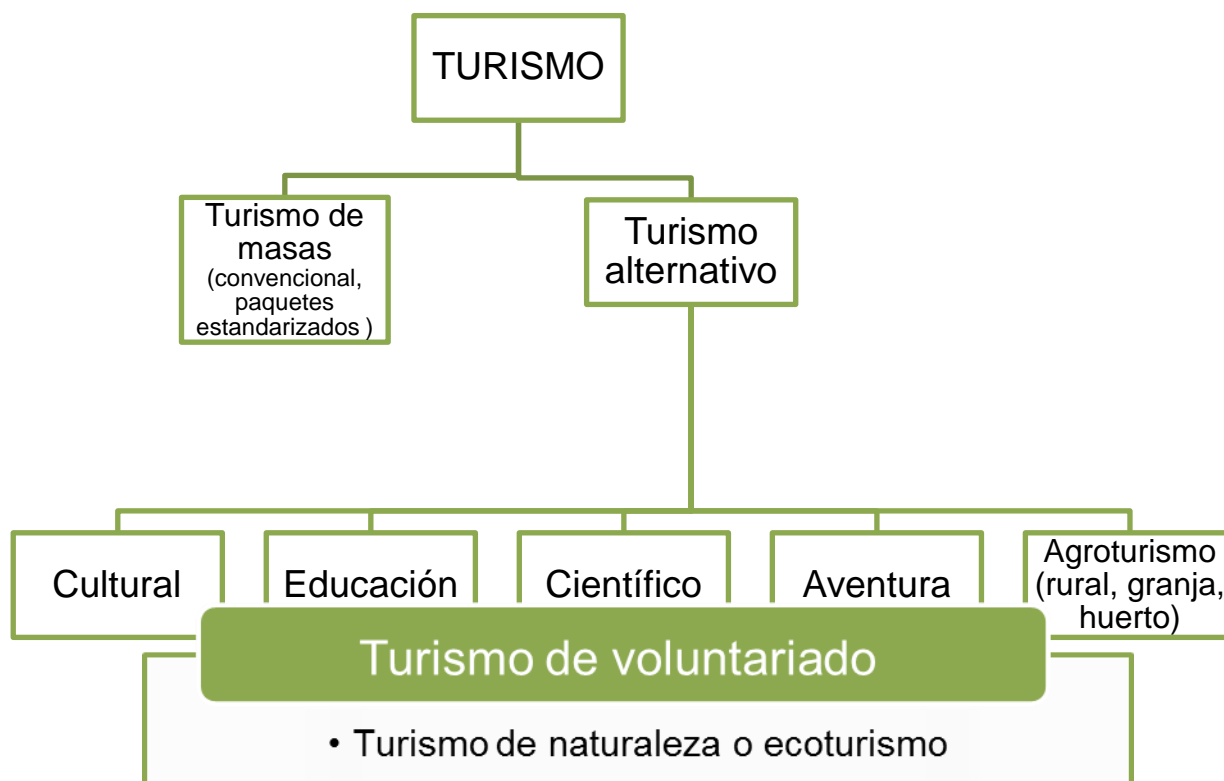 TURISMO
Turismo de
masas
(convencional,
paquetes
estandarizados )
Turismo
alternativo
Cultural
Educación
Científico
Aventura
Agroturismo
(rural, granja,
huerto)
Turismo de voluntariado
• Turismo de naturaleza o ecoturismo